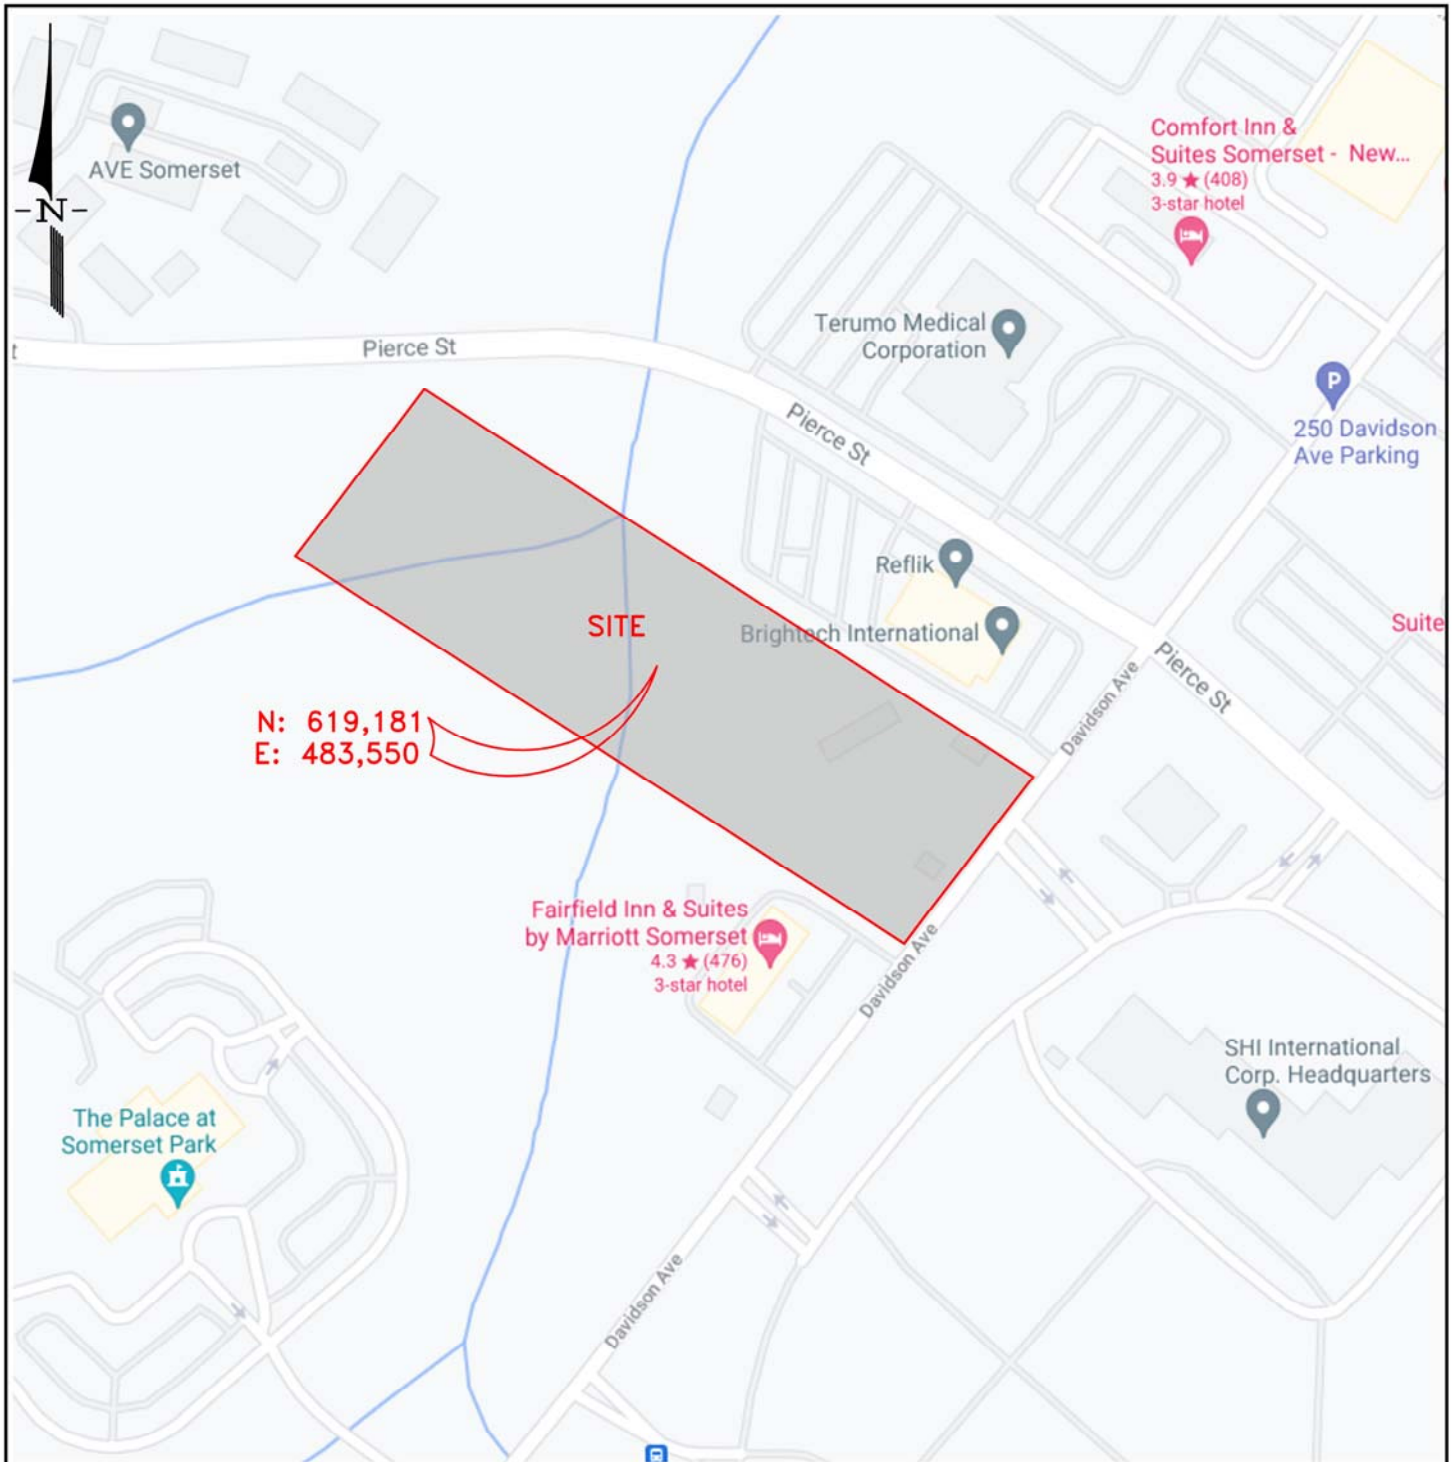 Comfort Inn &
Suites Somerset - New...
3.9 ★ (408)
3-star hotel
AVE Somerset
-N-
Terumo Medical
Corporation
t
Pierce St
P
250 Davidson
Ave Parking
Pierce St
Reflik
Suite
SITE
Brightech International
Pierce St
Davidson Ave
N: 619,181
E: 483,550
Fairfield Inn & Suites
by Marriott Somerset
4.3 ★ (476)
3-star hotel
Davidson Ave
SHI International
Corp. Headquarters
The Palace at
Somerset Park
Davidson Ave